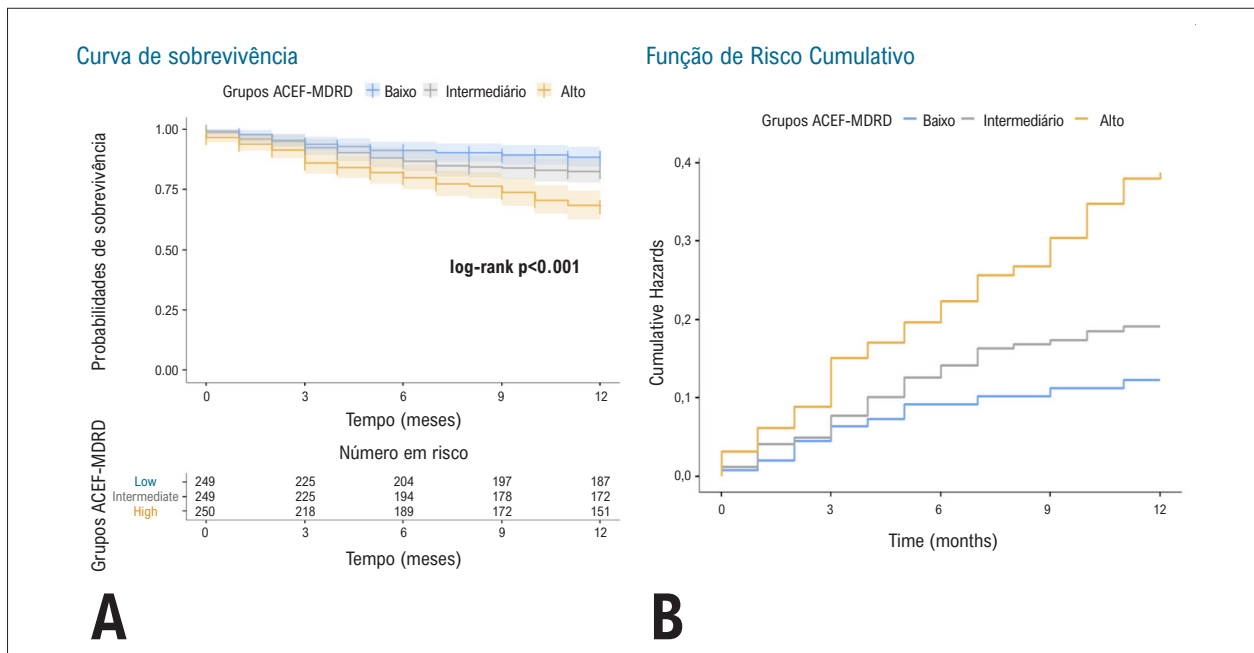 Curva de sobrevivência
Grupos ACEF-MDRD Baixo Intermediário Alto
Probabilidades de sobrevivência
1.00
0.75
0.50
0.25
0.00
log-rank p<0.001
0 3 6 9 12
Tempo (meses)
Número em risco
Grupos ACEF-MDRD
Low 249 225 204 197 187
Intermediate 249 225 194 178 172
High 250 218 189 172 151
0 3 6 9 12
Tempo (meses)
A
Função de Risco Cumulativo
Grupos ACEF-MDRD Baixo Intermediário Alto
Cumulative Hazards
0,4
0,3
0,2
0,1
0,0
0 3 6 9 12
Time (months)
B